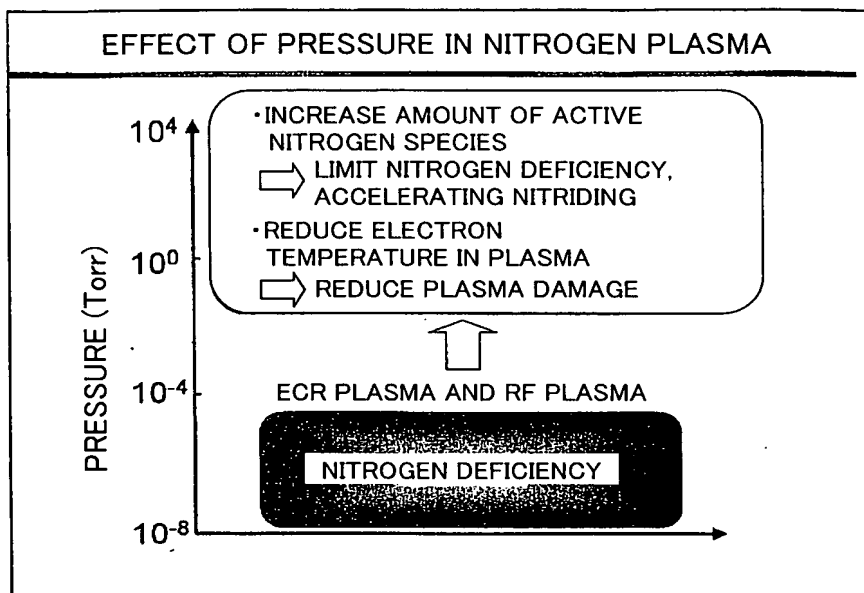 EFFECT OF PRESSURE IN NITROGEN PLASMA
・INCREASE AMOUNT OF ACTIVE
NITROGEN SPECIES
LIMIT NITROGEN DEFICIENCY,
ACCELERATING NITRIDING
・REDUCE ELECTRON
TEMPERATURE IN PLASMA
REDUCE PLASMA DAMAGE
PRESSURE (Torr)
10⁴
10⁰
10⁻⁴
10⁻⁸
ECR PLASMA AND RF PLASMA
NITROGEN DEFICIENCY